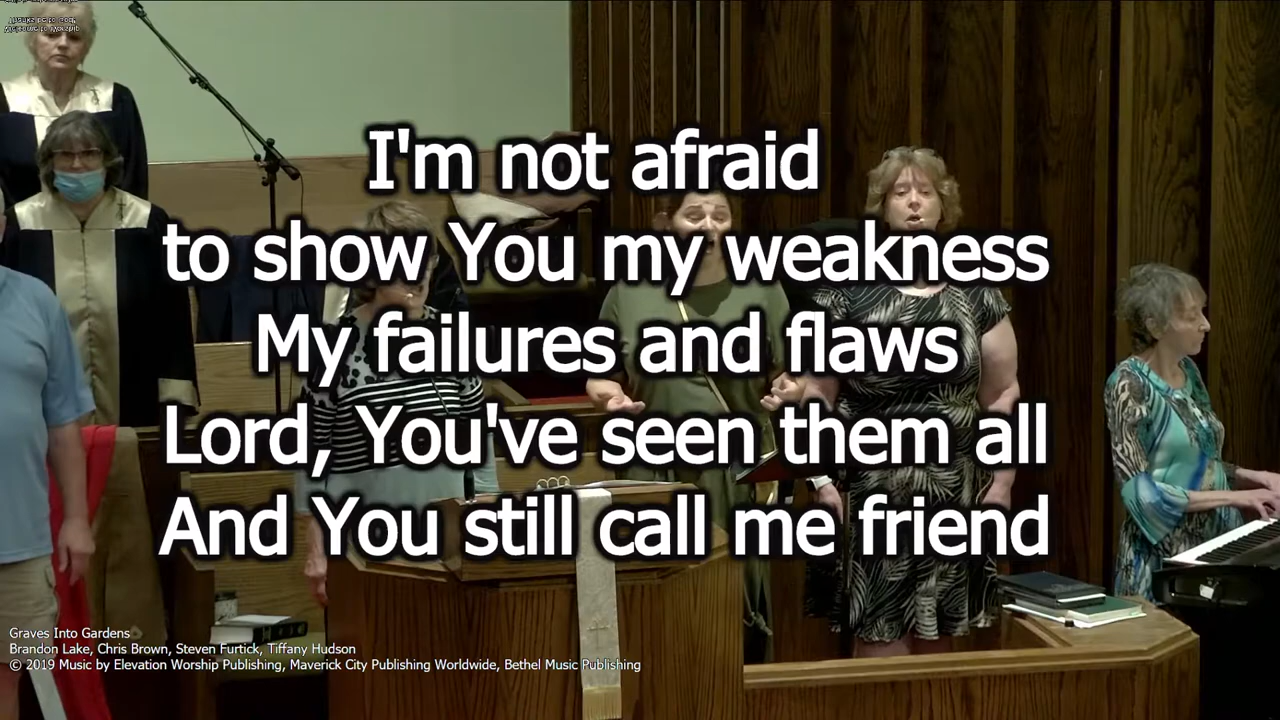 I'm not afraid
to show You my weakness
My failures and flaws
Lord, You've seen them all
And You still call me friend
Graves Into Gardens
Brandon Lake, Chris Brown, Steven Furtick, Tiffany Hudson
© 2019 Music by Elevation Worship Publishing, Maverick City Publishing Worldwide, Bethel Music Publishing